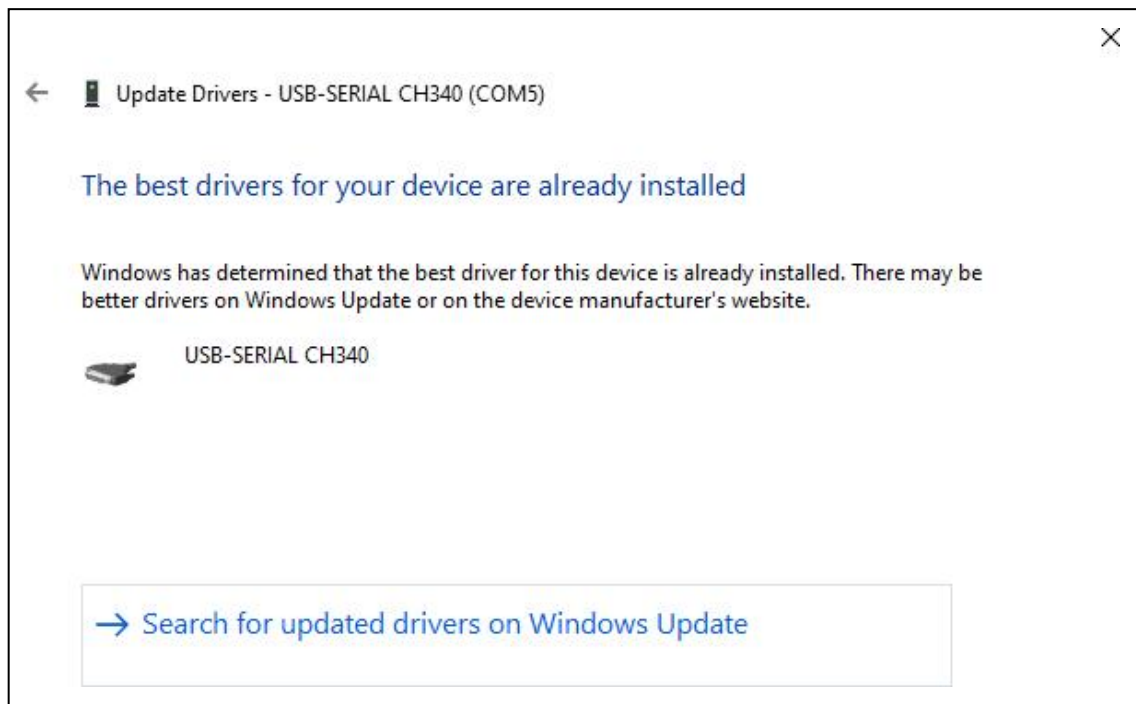 Update Drivers - USB-SERIAL CH340 (COM5)
The best drivers for your device are already installed
Windows has determined that the best driver for this device is already installed. There may be
better drivers on Windows Update or on the device manufacturer's website.
USB-SERIAL CH340
Search for updated drivers on Windows Update